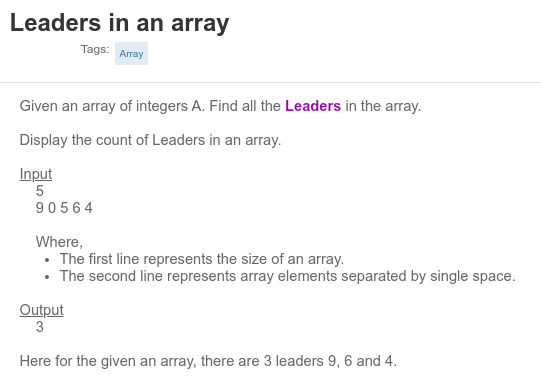 Leaders in an array
Tags: Array
Given an array of integers A. Find all the Leaders in the array.
Display the count of Leaders in an array.
Input
5
9 0 5 6 4
Where,
• The first line represents the size of an array.
• The second line represents array elements separated by single space.
Output
3
Here for the given an array, there are 3 leaders 9, 6 and 4.